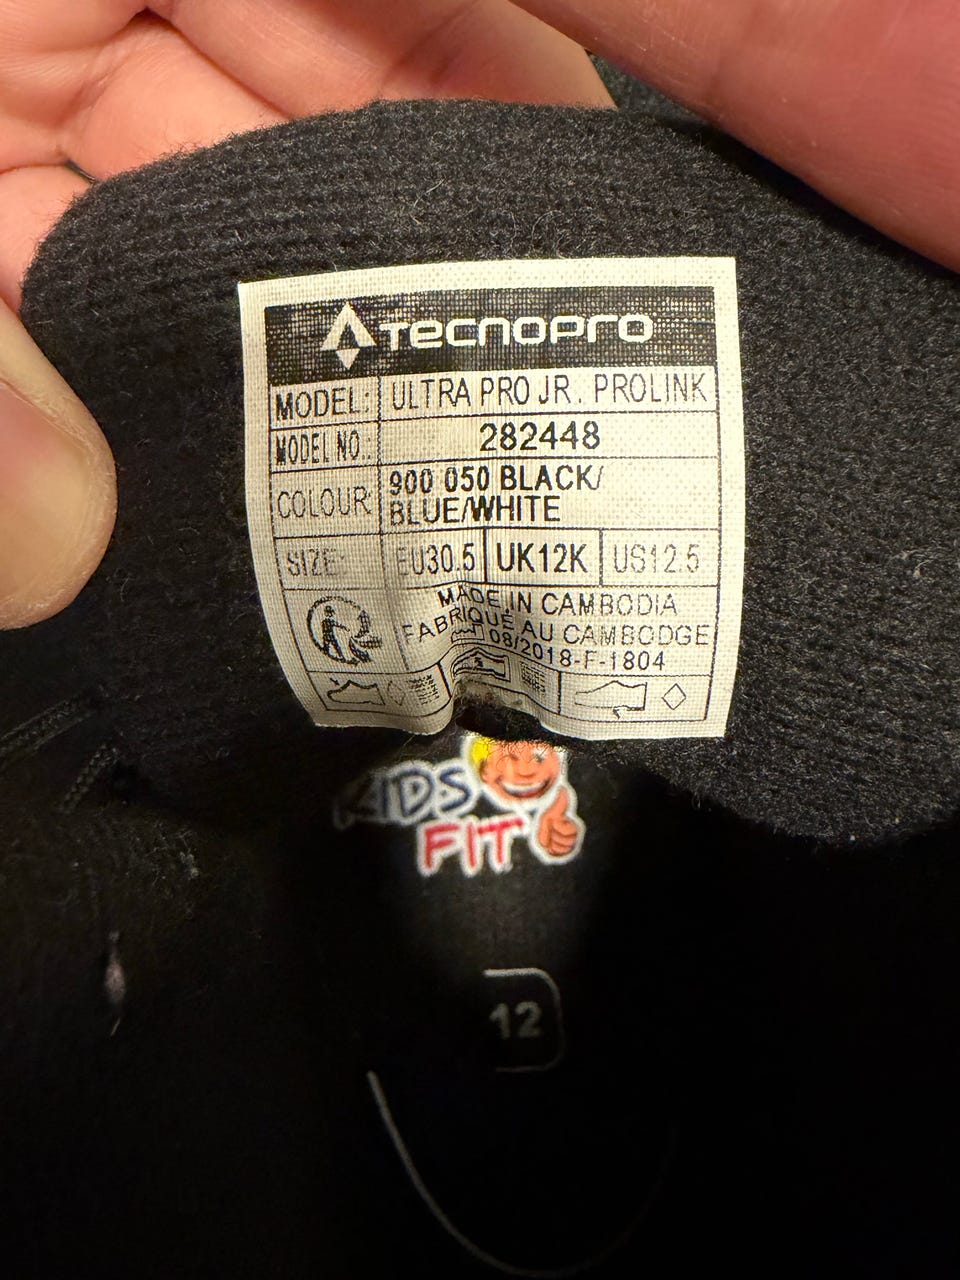 TECNOPRO
MODEL: ULTRA PRO JR. PROLINK
MODEL NO.: 282448
COLOUR: 900 050 BLACK/
BLUE/WHITE
SIZE: EU30.5 UK12K US12.5
MADE IN CAMBODIA
FABRIQUÉ AU CAMBODGE
08/2018-F-1804
KIDS
FIT
12